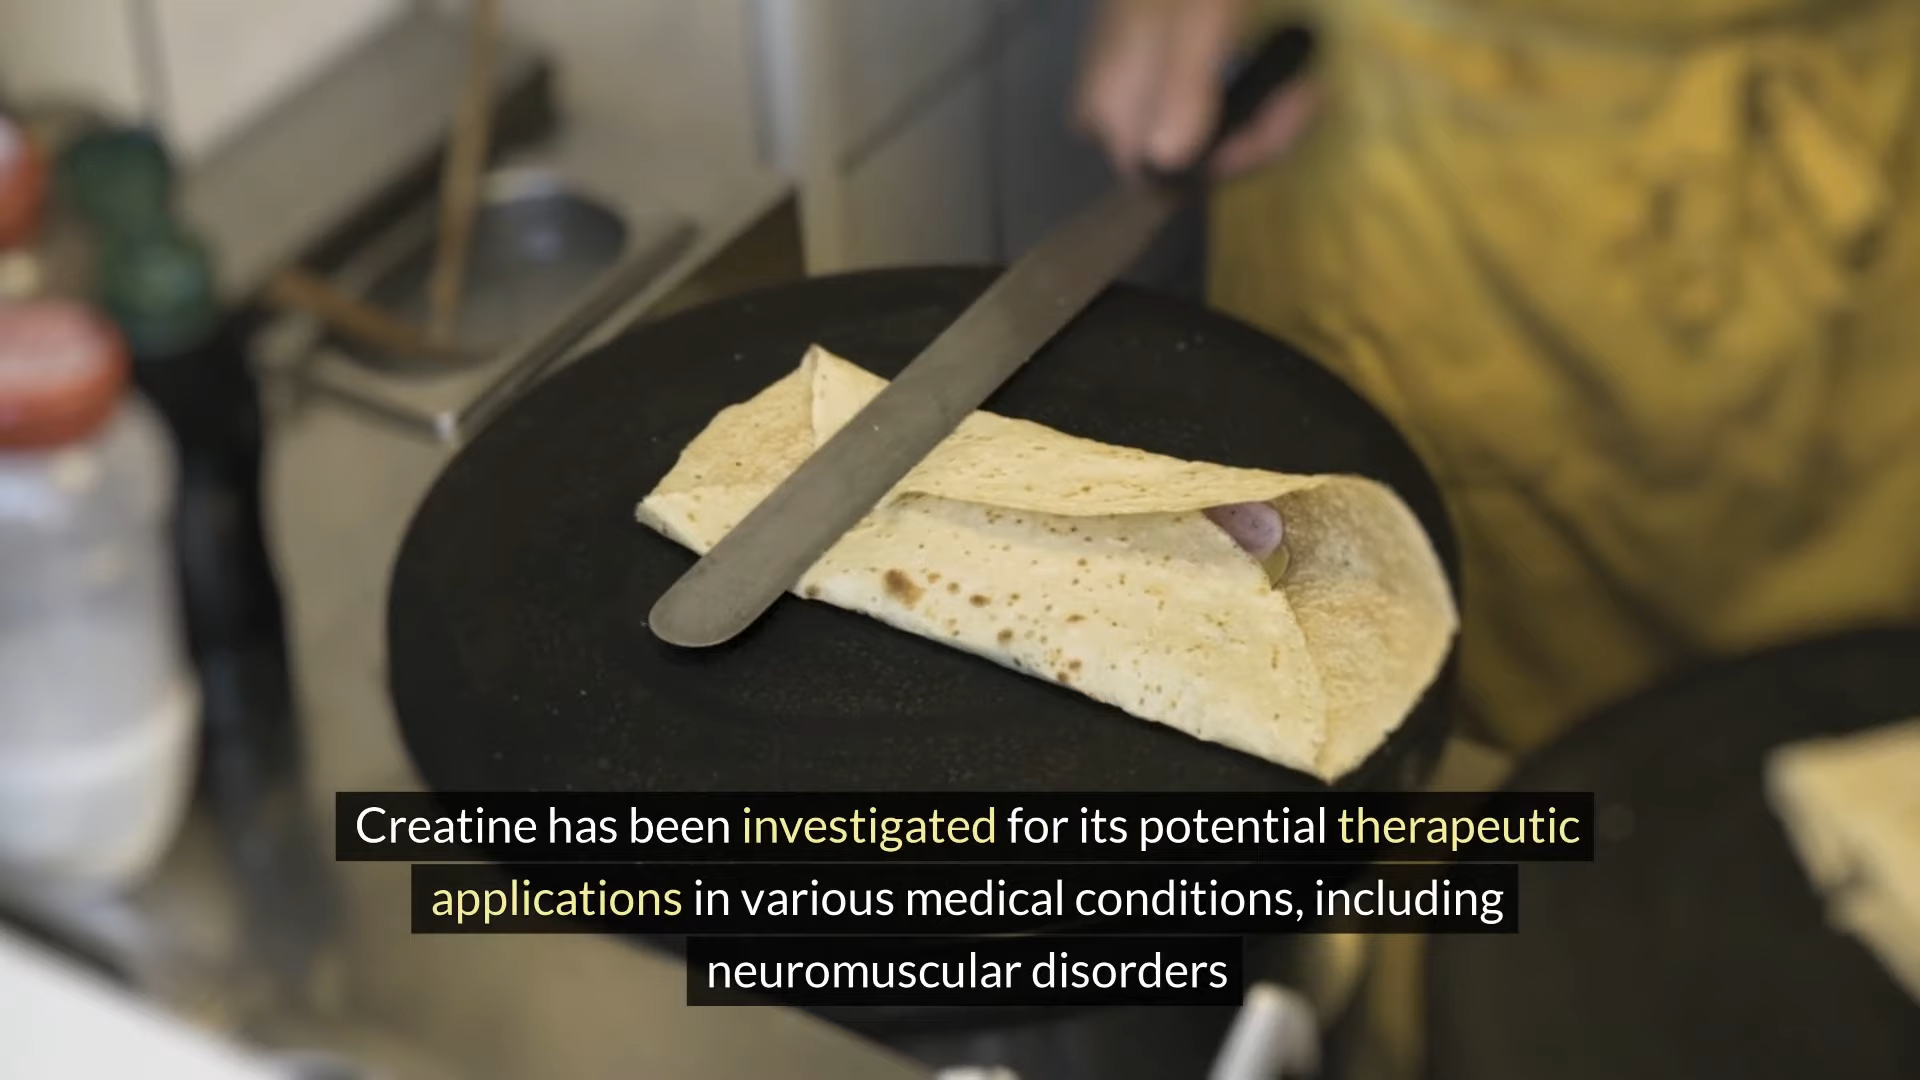 Creatine has been investigated for its potential therapeutic
applications in various medical conditions, including
neuromuscular disorders